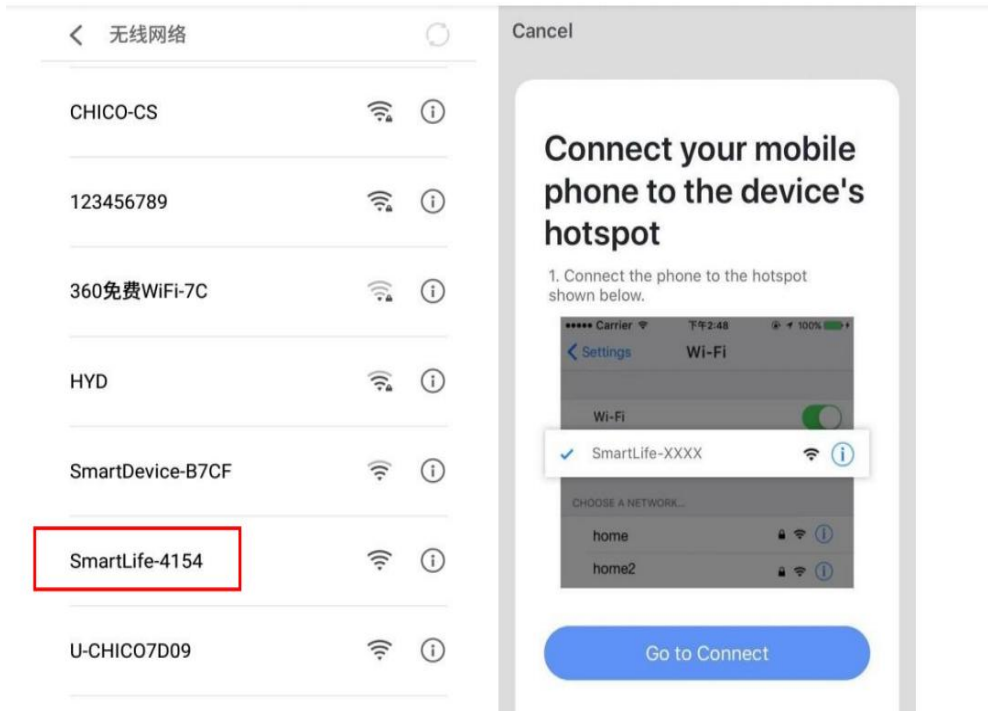 无线网络
CHICO-CS
123456789
360免费WiFi-7C
HYD
SmartDevice-B7CF
SmartLife-4154
U-CHICO7D09
Cancel
Connect your mobile
phone to the device's
hotspot
1. Connect the phone to the hotspot
shown below.
Carrier 下午2:48 100%
Settings Wi-Fi
Wi-Fi
SmartLife-XXXX
CHOOSE A NETWORK...
home
home2
Go to Connect